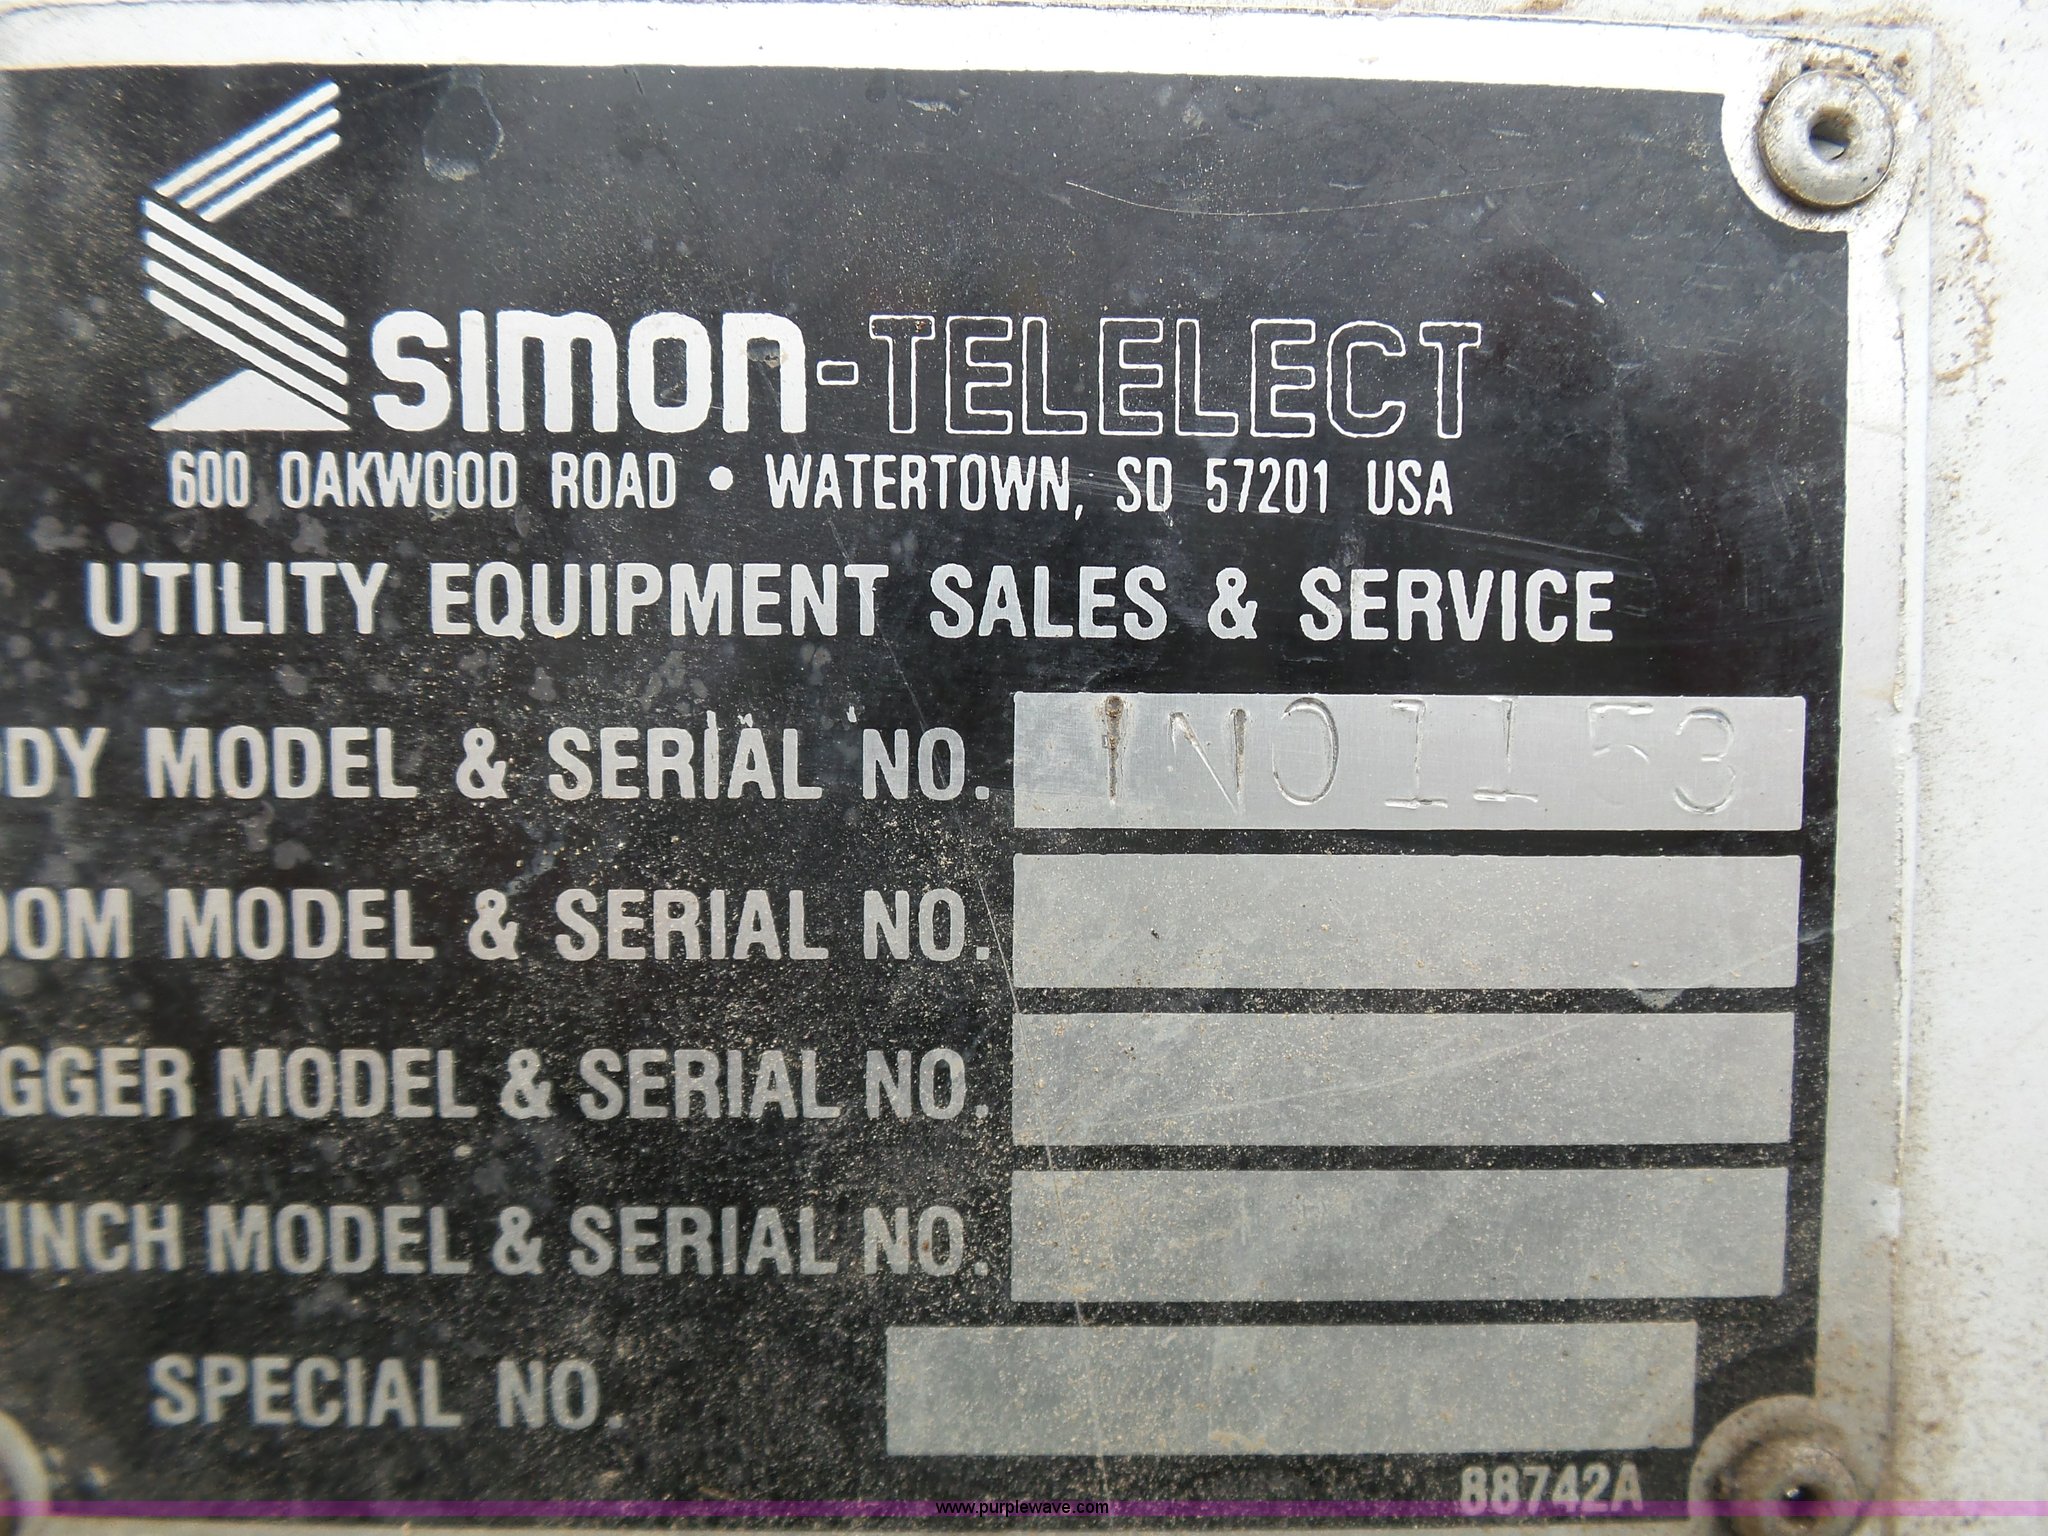 SIMON-TELELECT
600 OAKWOOD ROAD • WATERTOWN, SD 57201 USA
UTILITY EQUIPMENT SALES & SERVICE
DY MODEL & SERIAL NO. INO1153
OOM MODEL & SERIAL NO.
GGER MODEL & SERIAL NO.
INCH MODEL & SERIAL NO.
SPECIAL NO.
88742A
www.purplewave.com